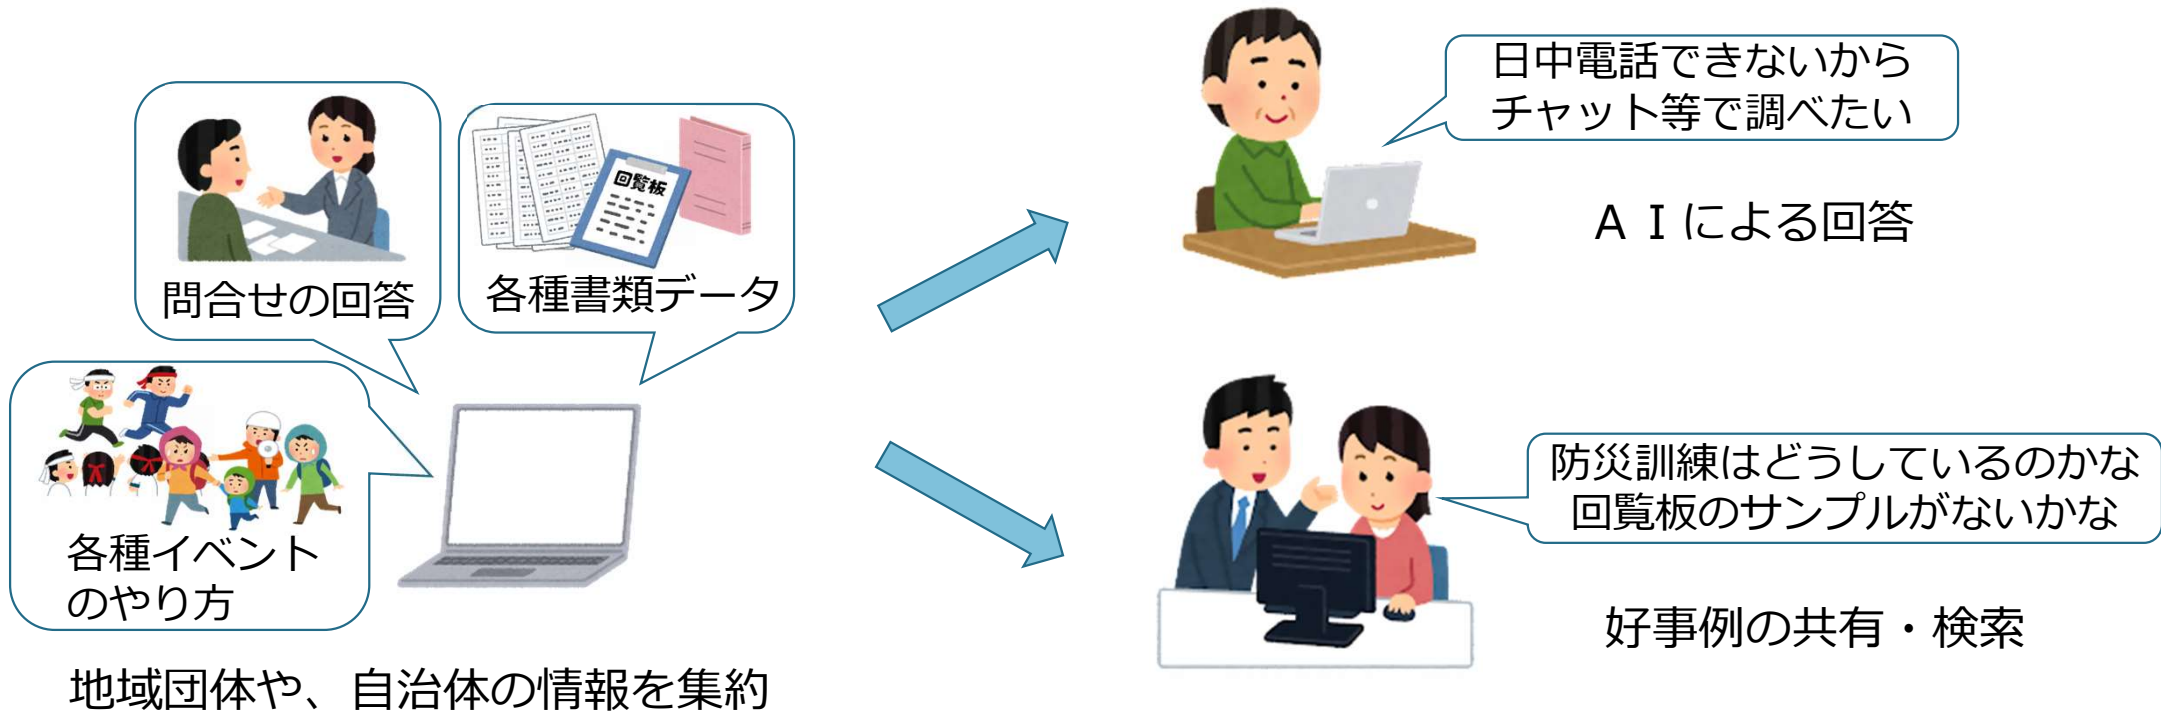 問合せの回答
回覧板
各種書類データ
各種イベント
のやり方
地域団体や、自治体の情報を集約
日中電話できないから
チャット等で調べたい
ＡＩによる回答
防災訓練はどうしているのかな
回覧板のサンプルがないかな
好事例の共有・検索